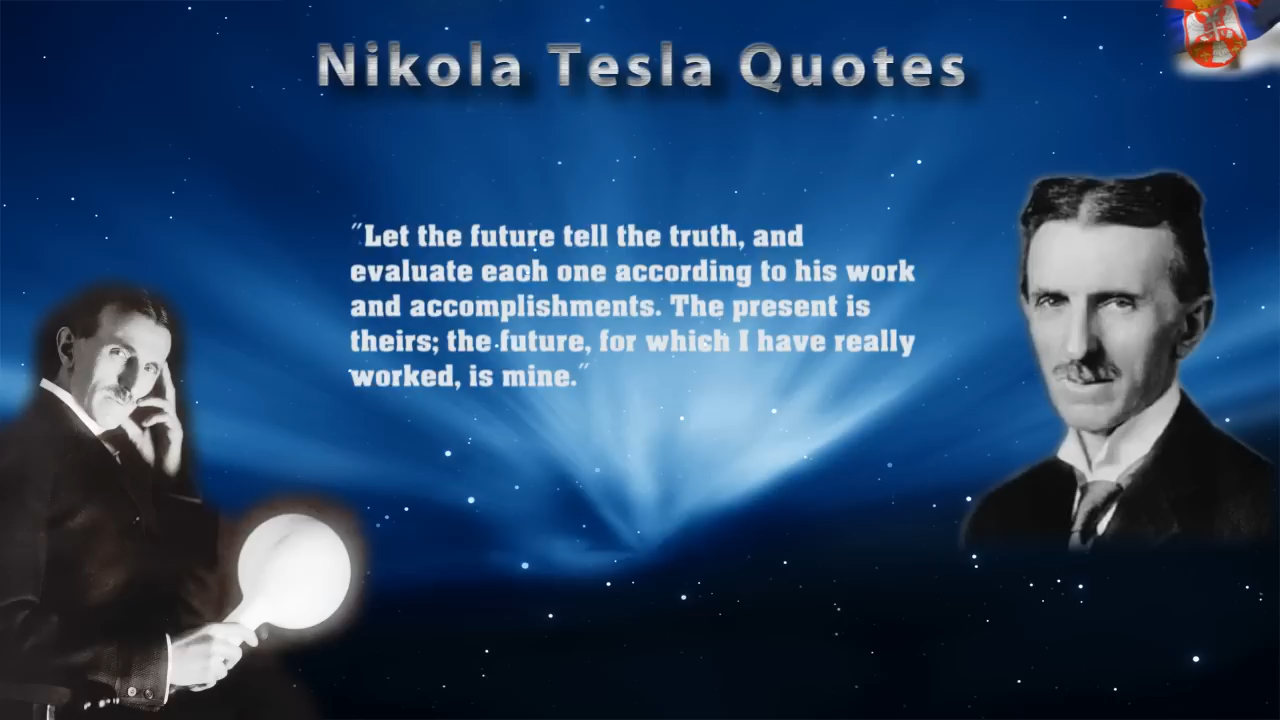 Nikola Tesla Quotes
"Let the future tell the truth, and
evaluate each one according to his work
and accomplishments. The present is
theirs; the future, for which I have really
worked, is mine."